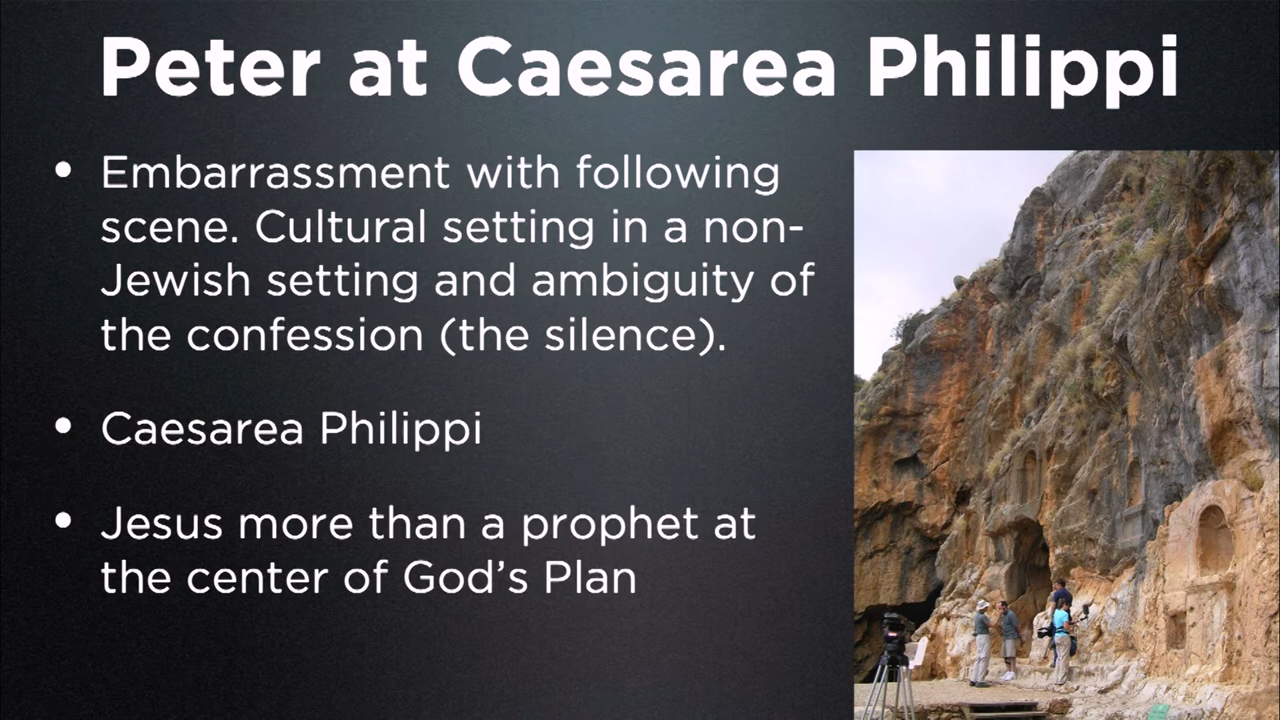 Peter at Caesarea Philippi
• Embarrassment with following
scene. Cultural setting in a non-
Jewish setting and ambiguity of
the confession (the silence).
• Caesarea Philippi
• Jesus more than a prophet at
the center of God’s Plan